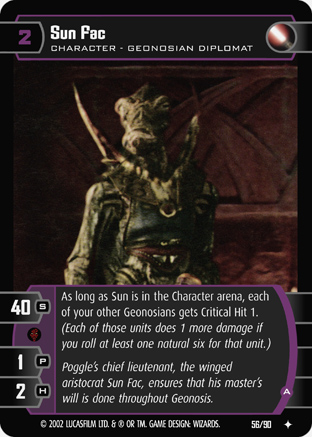 2
Sun Fac
CHARACTER - GEONOSIAN DIPLOMAT
40 S
1 P
2 H
As long as Sun is in the Character arena, each
of your other Geonosians gets Critical Hit 1.
(Each of those units does 1 more damage if
you roll at least one natural six for that unit.)
Poggle's chief lieutenant, the winged
aristocrat Sun Fac, ensures that his master's
will is done throughout Geonosis.
A
© 2002 LUCASFILM LTD. & ® OR TM. GAME DESIGN: WIZARDS.
56/90